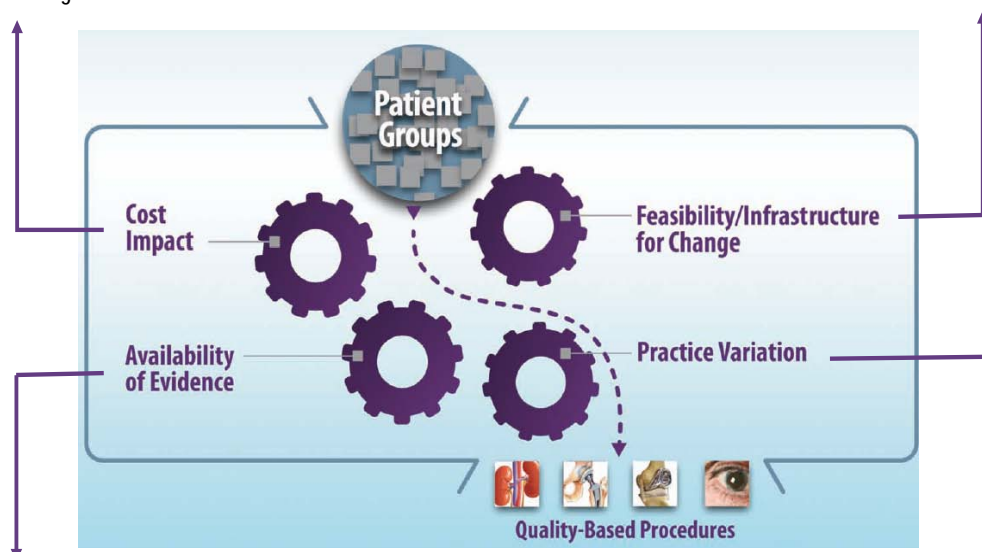 Patient
Groups
Cost
Impact
Feasibility/Infrastructure
for Change
Availability
of Evidence
Practice Variation
Quality-Based Procedures